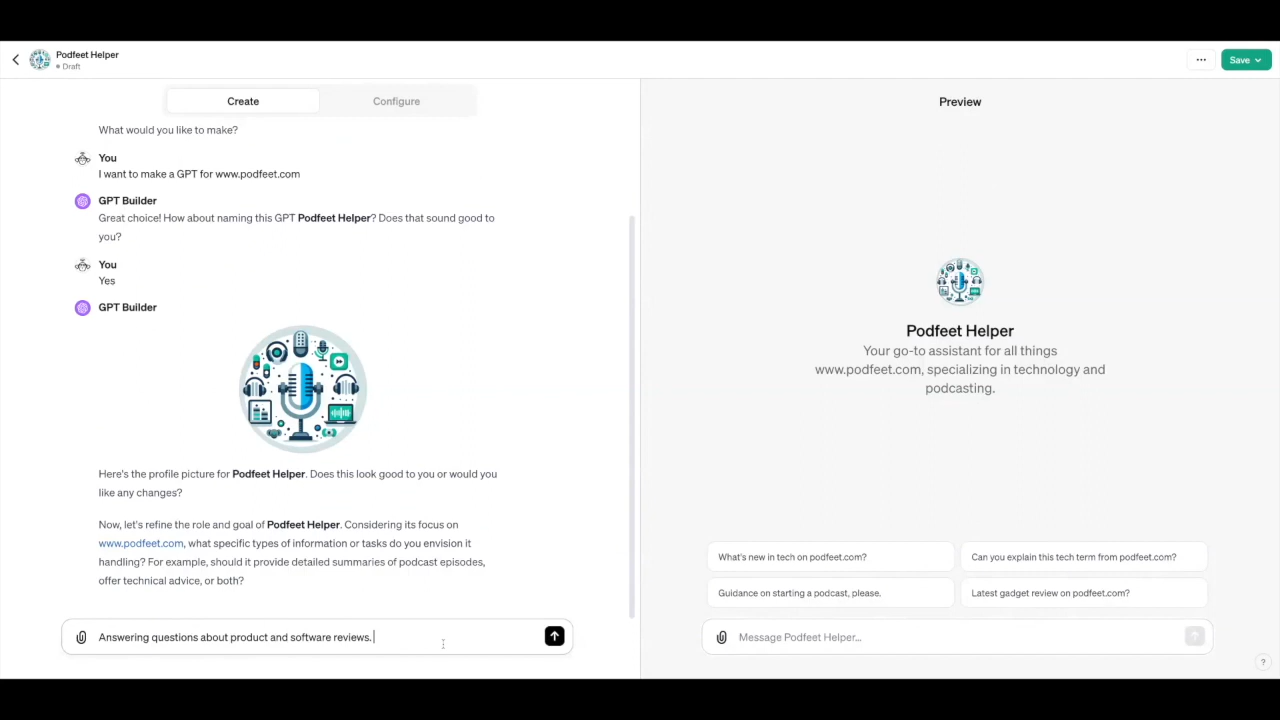 Podfeet Helper
Draft
Save
Create
Configure
Preview
What would you like to make?
You
I want to make a GPT for www.podfeet.com
GPT Builder
Great choice! How about naming this GPT Podfeet Helper? Does that sound good to
you?
You
Yes
GPT Builder
Here's the profile picture for Podfeet Helper. Does this look good to you or would you
like any changes?
Now, let's refine the role and goal of Podfeet Helper. Considering its focus on
www.podfeet.com, what specific types of information or tasks do you envision it
handling? For example, should it provide detailed summaries of podcast episodes,
offer technical advice, or both?
Answering questions about product and software reviews.
Podfeet Helper
Your go-to assistant for all things
www.podfeet.com, specializing in technology and
podcasting.
What's new in tech on podfeet.com?
Can you explain this tech term from podfeet.com?
Guidance on starting a podcast, please.
Latest gadget review on podfeet.com?
Message Podfeet Helper...
?